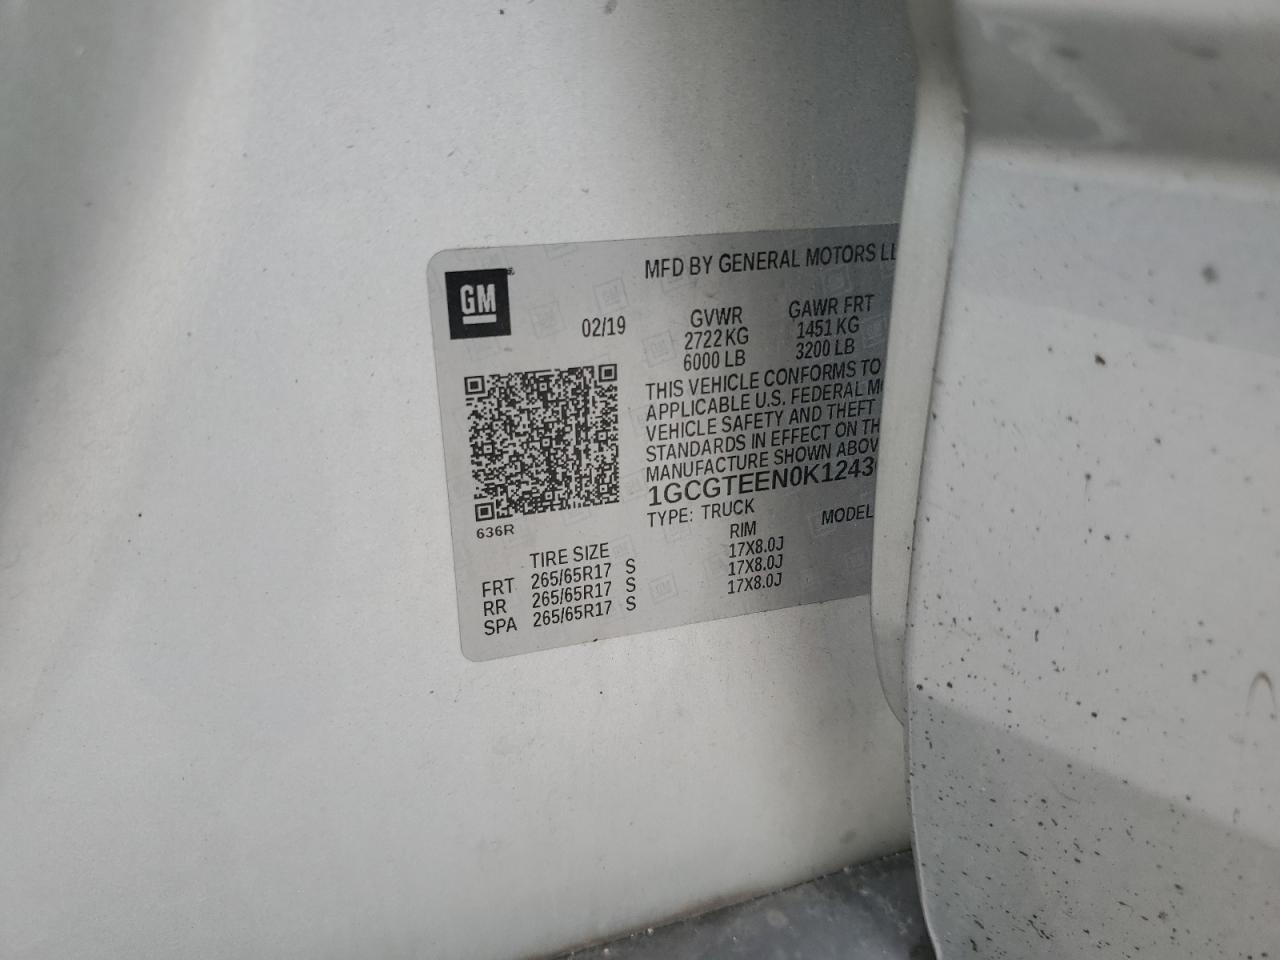 GM
MFD BY GENERAL MOTORS LL
02/19
GVWR
2722 KG
6000 LB
GAWR FRT
1451 KG
3200 LB
THIS VEHICLE CONFORMS TO
APPLICABLE U.S. FEDERAL M
VEHICLE SAFETY AND THEFT
STANDARDS IN EFFECT ON TH
MANUFACTURE SHOWN ABOV
1GCGTEEN0K1243
TYPE: TRUCK
MODEL
636R
TIRE SIZE RIM
FRT 265/65R17 S 17X8.0J
RR 265/65R17 S 17X8.0J
SPA 265/65R17 S 17X8.0J